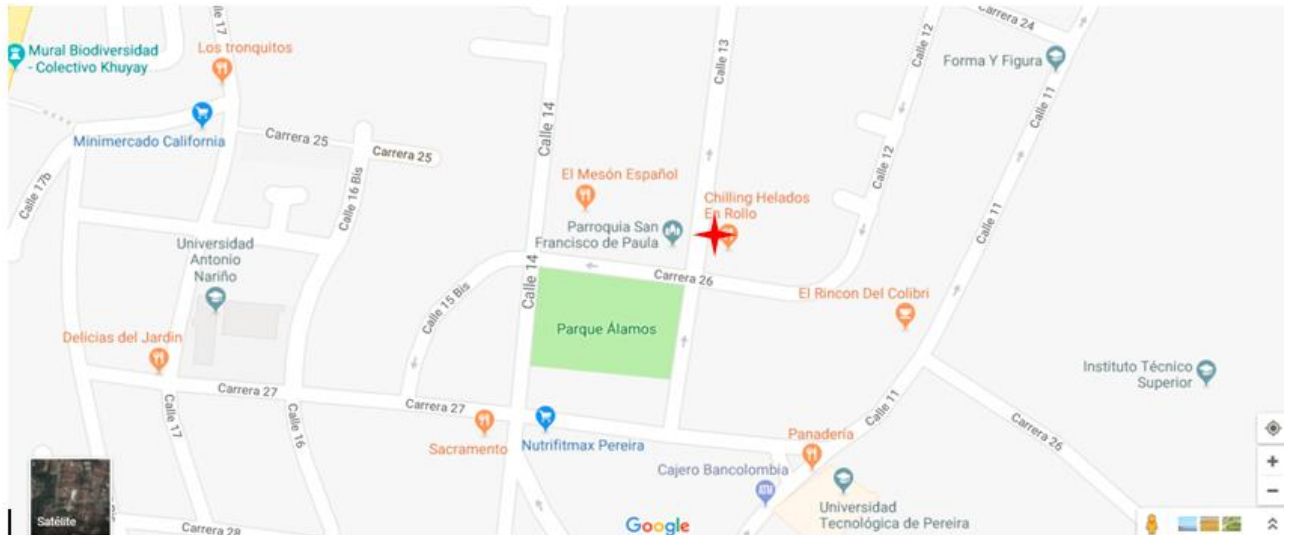 Carrera 24
lle 17
Mural Biodiversidad
- Colectivo Khuyay
Los tronquitos
Calle 13
Calle 12
Forma Y Figura
Minimercado California
Carrera 25
Carrera 25
Calle 14
Calle 11
Calle 17b
Calle 16 Bis
El Mesón Español
Calle 12
Chilling Helados
En Rollo
Parroquia San
Francisco de Paula
Calle 11
Universidad
Antonio
Nariño
Calle 14
Carrera 26
Calle 15 Bis
El Rincon Del Colibri
Parque Álamos
Delicias del Jardin
Instituto Técnico
Superior
Carrera 27
Carrera 27
Calle 17
Calle 16
Calle 11
Carrera 26
Sacramento
Nutrifitmax Pereira
Panadería
Cajero Bancolombia
ATM
Universidad
Tecnológica de Pereira
Satélite
Bis
Carrera 28
Google